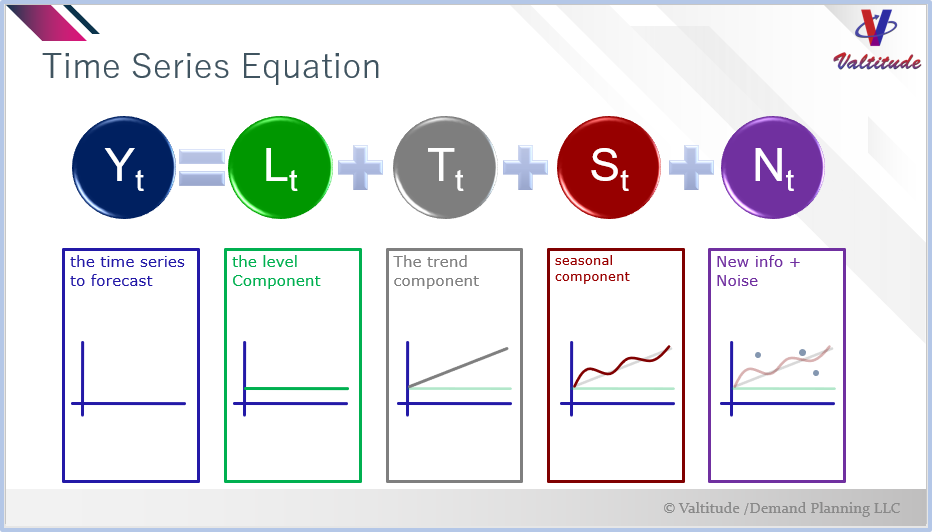 Valtitude
Time Series Equation
Yt = Lt + Tt + St + Nt
the time series
to forecast
the level
Component
The trend
component
seasonal
component
New info +
Noise
© Valtitude /Demand Planning LLC